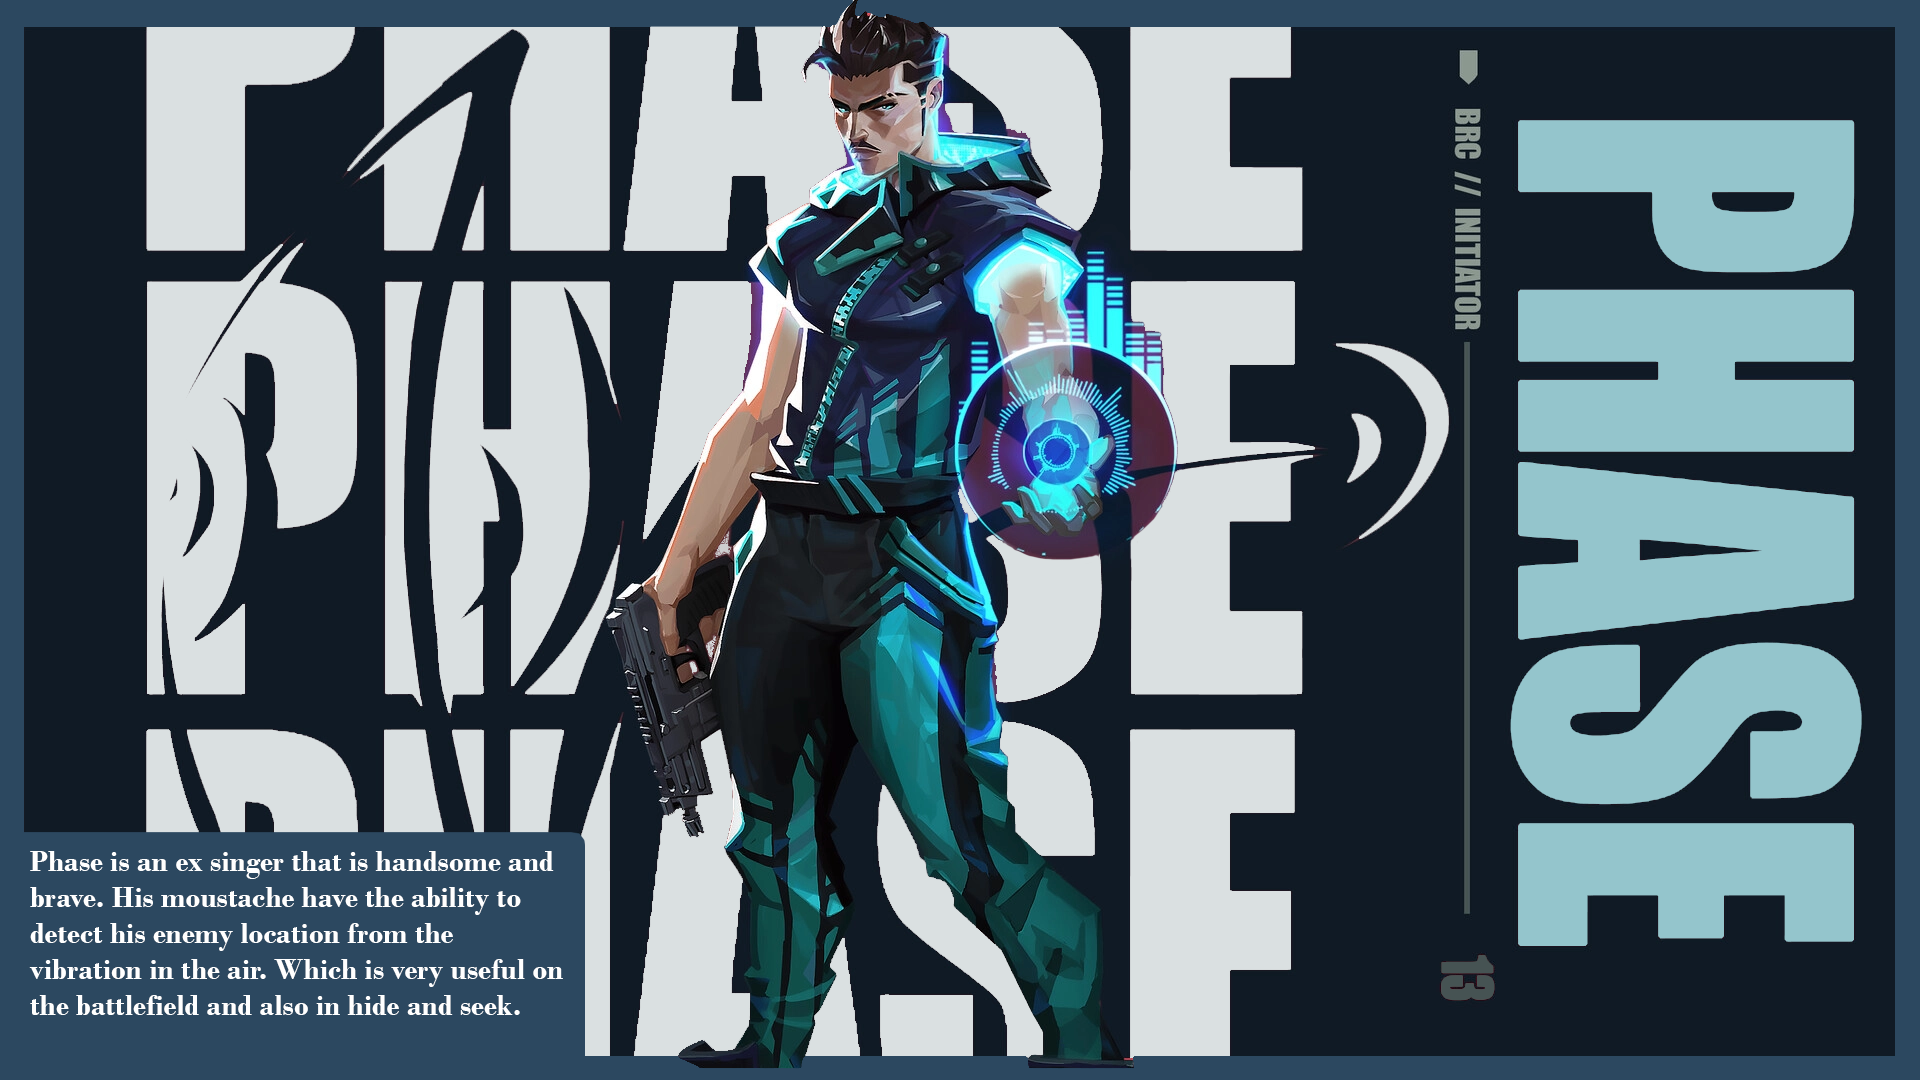 PHASE
PHASE
PHASE
BRC // INITIATOR
13
PHASE
Phase is an ex singer that is handsome and
brave. His moustache have the ability to
detect his enemy location from the
vibration in the air. Which is very useful on
the battlefield and also in hide and seek.